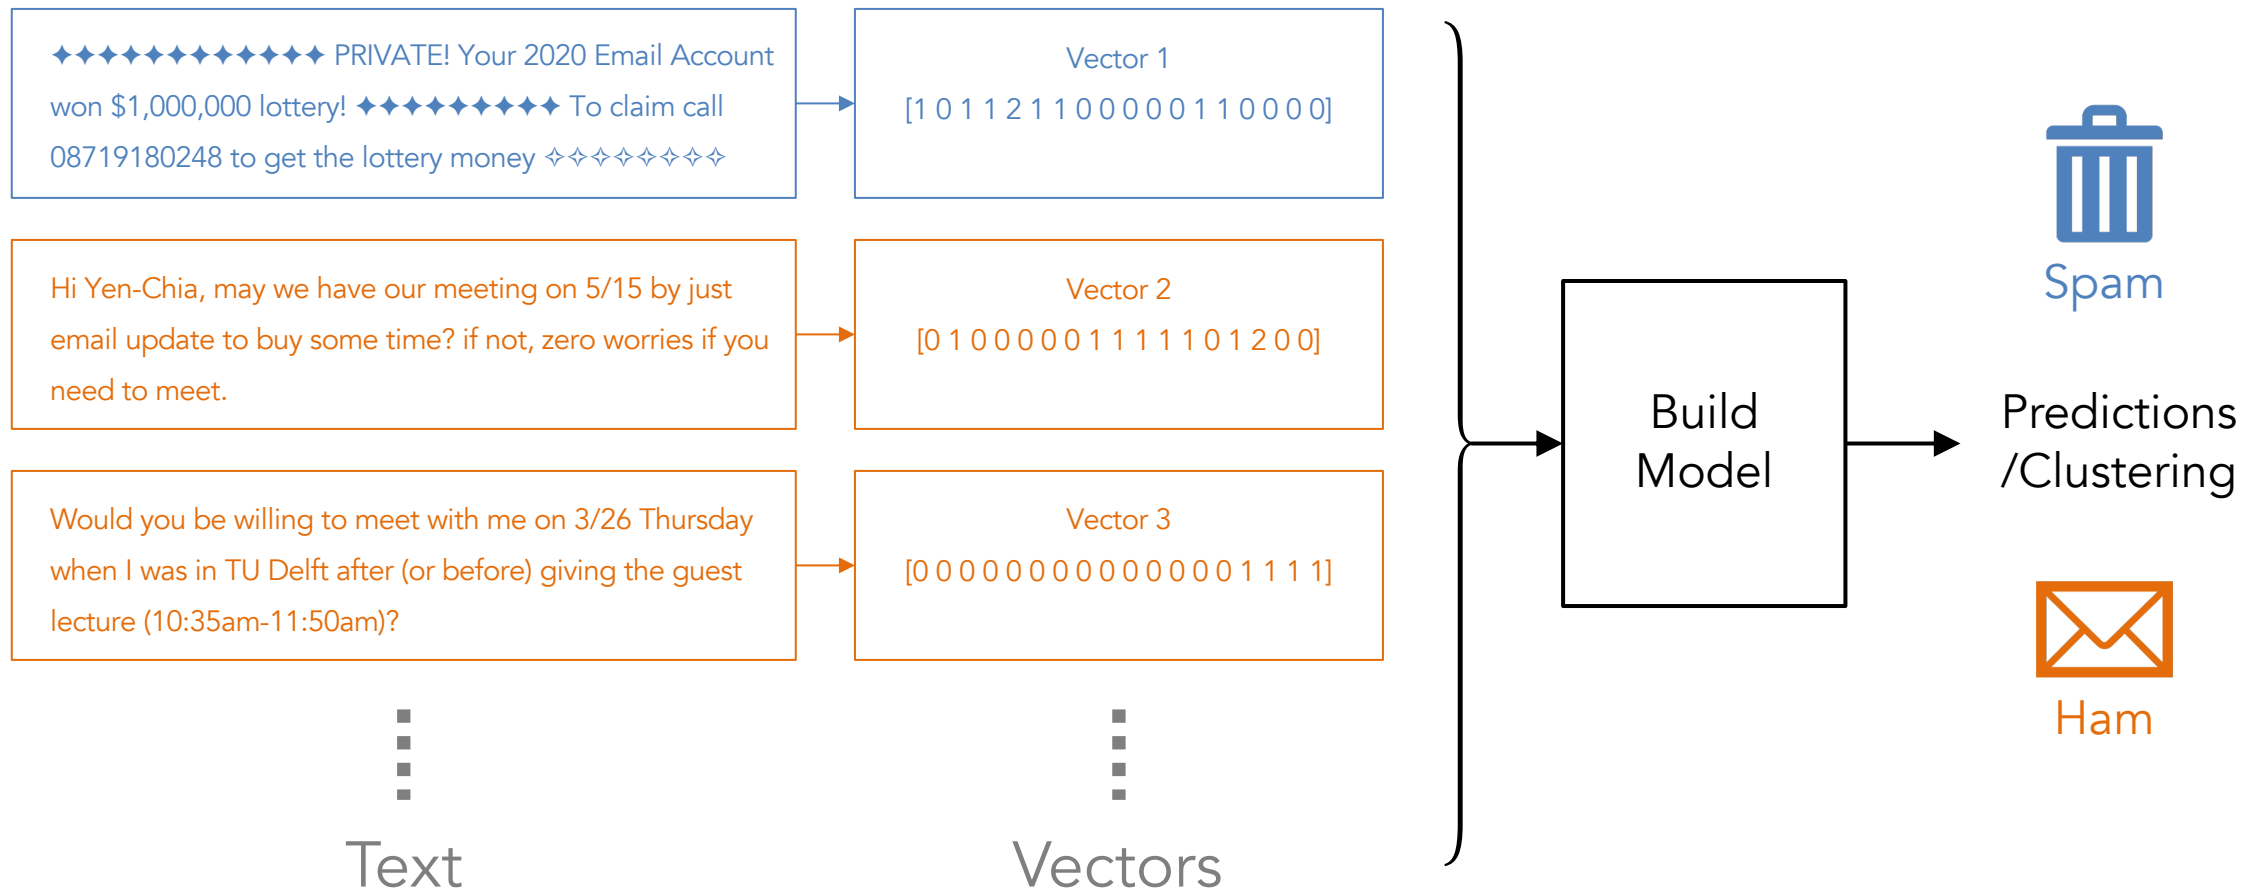 ✦✦✦✦✦✦✦✦✦✦✦✦ PRIVATE! Your 2020 Email Account
won $1,000,000 lottery! ✦✦✦✦✦✦✦✦✦ To claim call
08719180248 to get the lottery money ✧✧✧✧✧✧✧✧
Vector 1
[1 0 1 1 2 1 1 0 0 0 0 0 1 1 0 0 0 0]
Hi Yen-Chia, may we have our meeting on 5/15 by just
email update to buy some time? if not, zero worries if you
need to meet.
Vector 2
[0 1 0 0 0 0 0 1 1 1 1 1 0 1 2 0 0]
Would you be willing to meet with me on 3/26 Thursday
when I was in TU Delft after (or before) giving the guest
lecture (10:35am-11:50am)?
Vector 3
[0 0 0 0 0 0 0 0 0 0 0 0 0 0 1 1 1 1]
Text
Vectors
Build
Model
Spam
Predictions
/Clustering
Ham